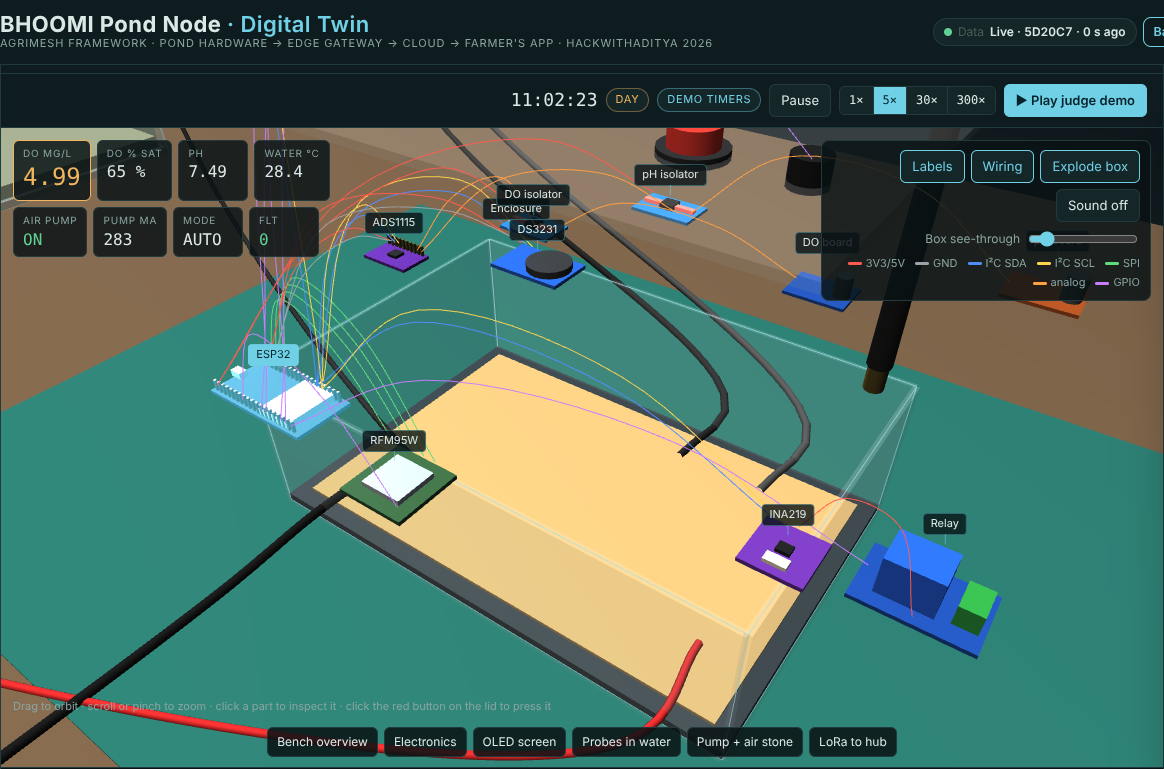 BHOOMI Pond Node · Digital Twin
AGRIMESH FRAMEWORK · POND HARDWARE → EDGE GATEWAY → CLOUD → FARMER'S APP · HACKWITHADITYA 2026
Data Live · 5D20C7 · 0 s ago
11:02:23 DAY DEMO TIMERS Pause 1× 5× 30× 300× ▶ Play judge demo
DO MG/L DO % SAT PH WATER °C
4.99 65 % 7.49 28.4
AIR PUMP PUMP MA MODE FLT
ON 283 AUTO 0
Labels Wiring Explode box
Sound off
Box see-through
3V3/5V GND I²C SDA I²C SCL SPI
analog GPIO
pH isolator
DO isolator
Enclosure
ADS1115
DS3231
DO board
ESP32
RFM95W
INA219
Relay
Drag to orbit · scroll or pinch to zoom · click a part to inspect it · click the red button on the lid to press it
Bench overview Electronics OLED screen Probes in water Pump + air stone LoRa to hub